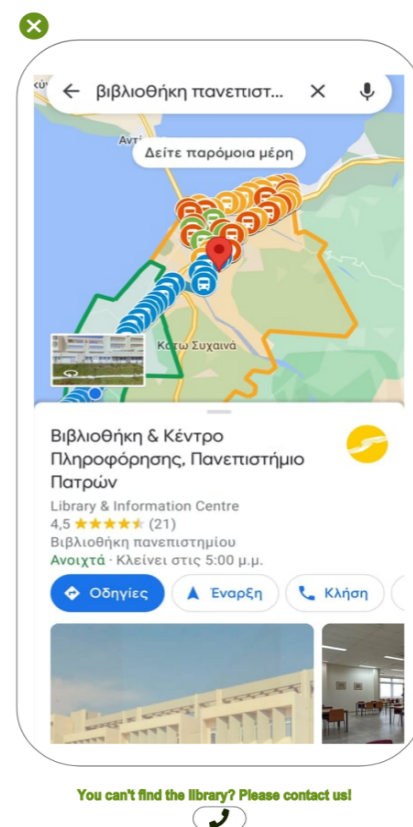 βιβλιοθήκη πανεπιστ...
Δείτε παρόμοια μέρη
Κάτω Συχαινά
Βιβλιοθήκη & Κέντρο
Πληροφόρησης, Πανεπιστήμιο
Πατρών
Library & Information Centre
4,5 ★★★★★ (21)
Βιβλιοθήκη πανεπιστημίου
Ανοιχτά · Κλείνει στις 5:00 μ.μ.
Οδηγίες
Έναρξη
Κλήση
You can't find the library? Please contact us!